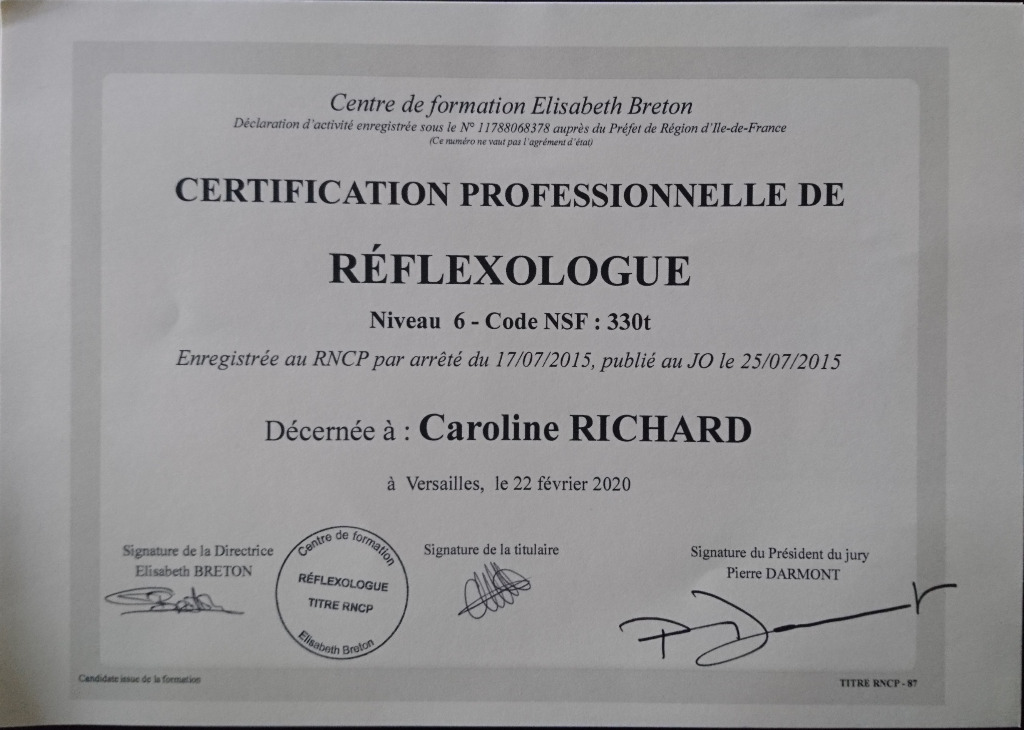 Centre de formation Elisabeth Breton
Déclaration d'activité enregistrée sous le N° 11788068378 auprès du Préfet de Région d'Ile-de-France
(Ce numéro ne vaut pas l'agrément d'état)
CERTIFICATION PROFESSIONNELLE DE
RÉFLEXOLOGUE
Niveau 6 - Code NSF : 330t
Enregistrée au RNCP par arrêté du 17/07/2015, publié au JO le 25/07/2015
Décernée à : Caroline RICHARD
à Versailles, le 22 février 2020
Signature de la Directrice
Elisabeth BRETON
Centre de formation
RÉFLEXOLOGUE
TITRE RNCP
Elisabeth Breton
Signature de la titulaire
Signature du Président du jury
Pierre DARMONT
Candidate issue de la formation
TITRE RNCP - 87